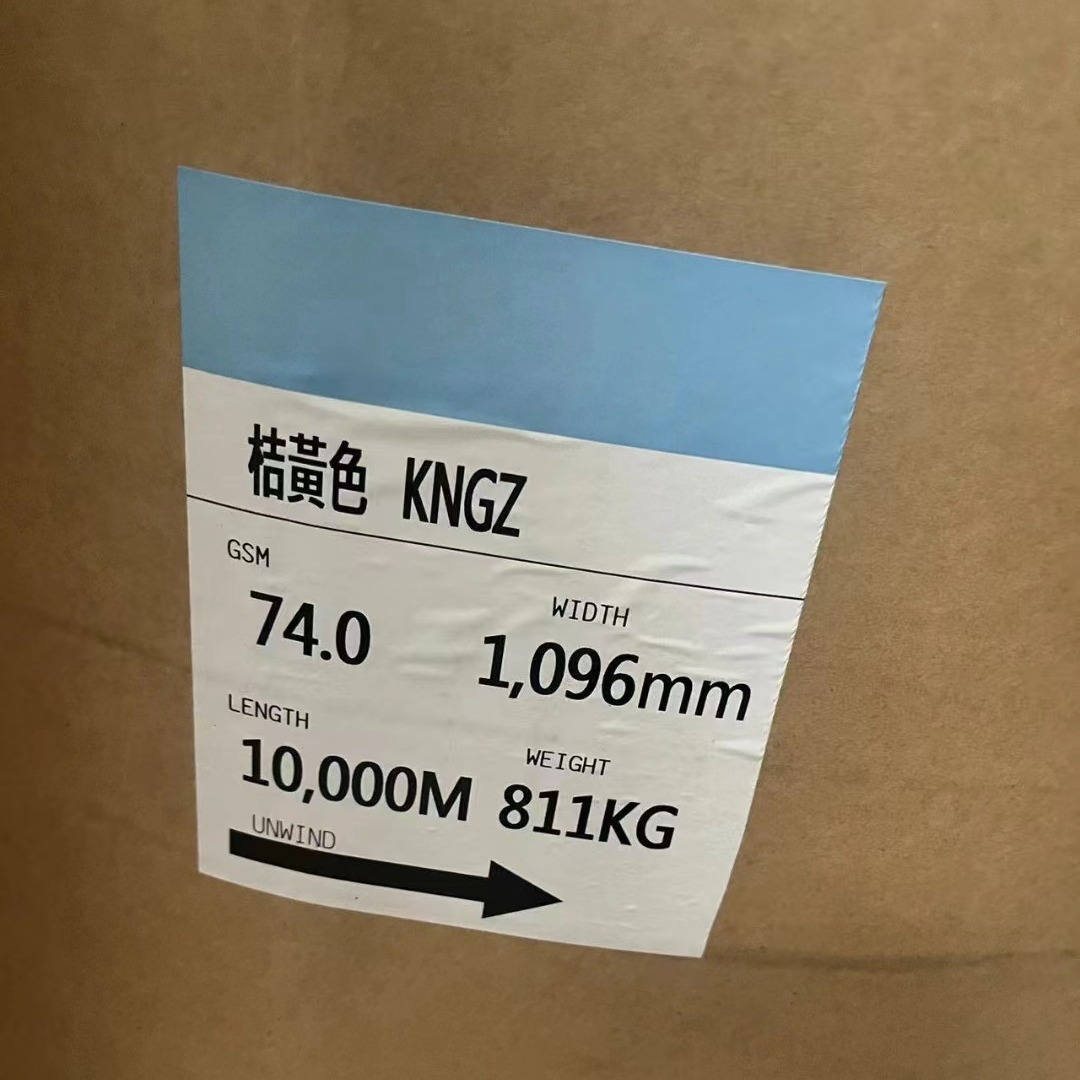 桔黃色 KNGZ
GSM
74.0
WIDTH
1,096mm
LENGTH
10,000M
WEIGHT
811KG
UNWIND